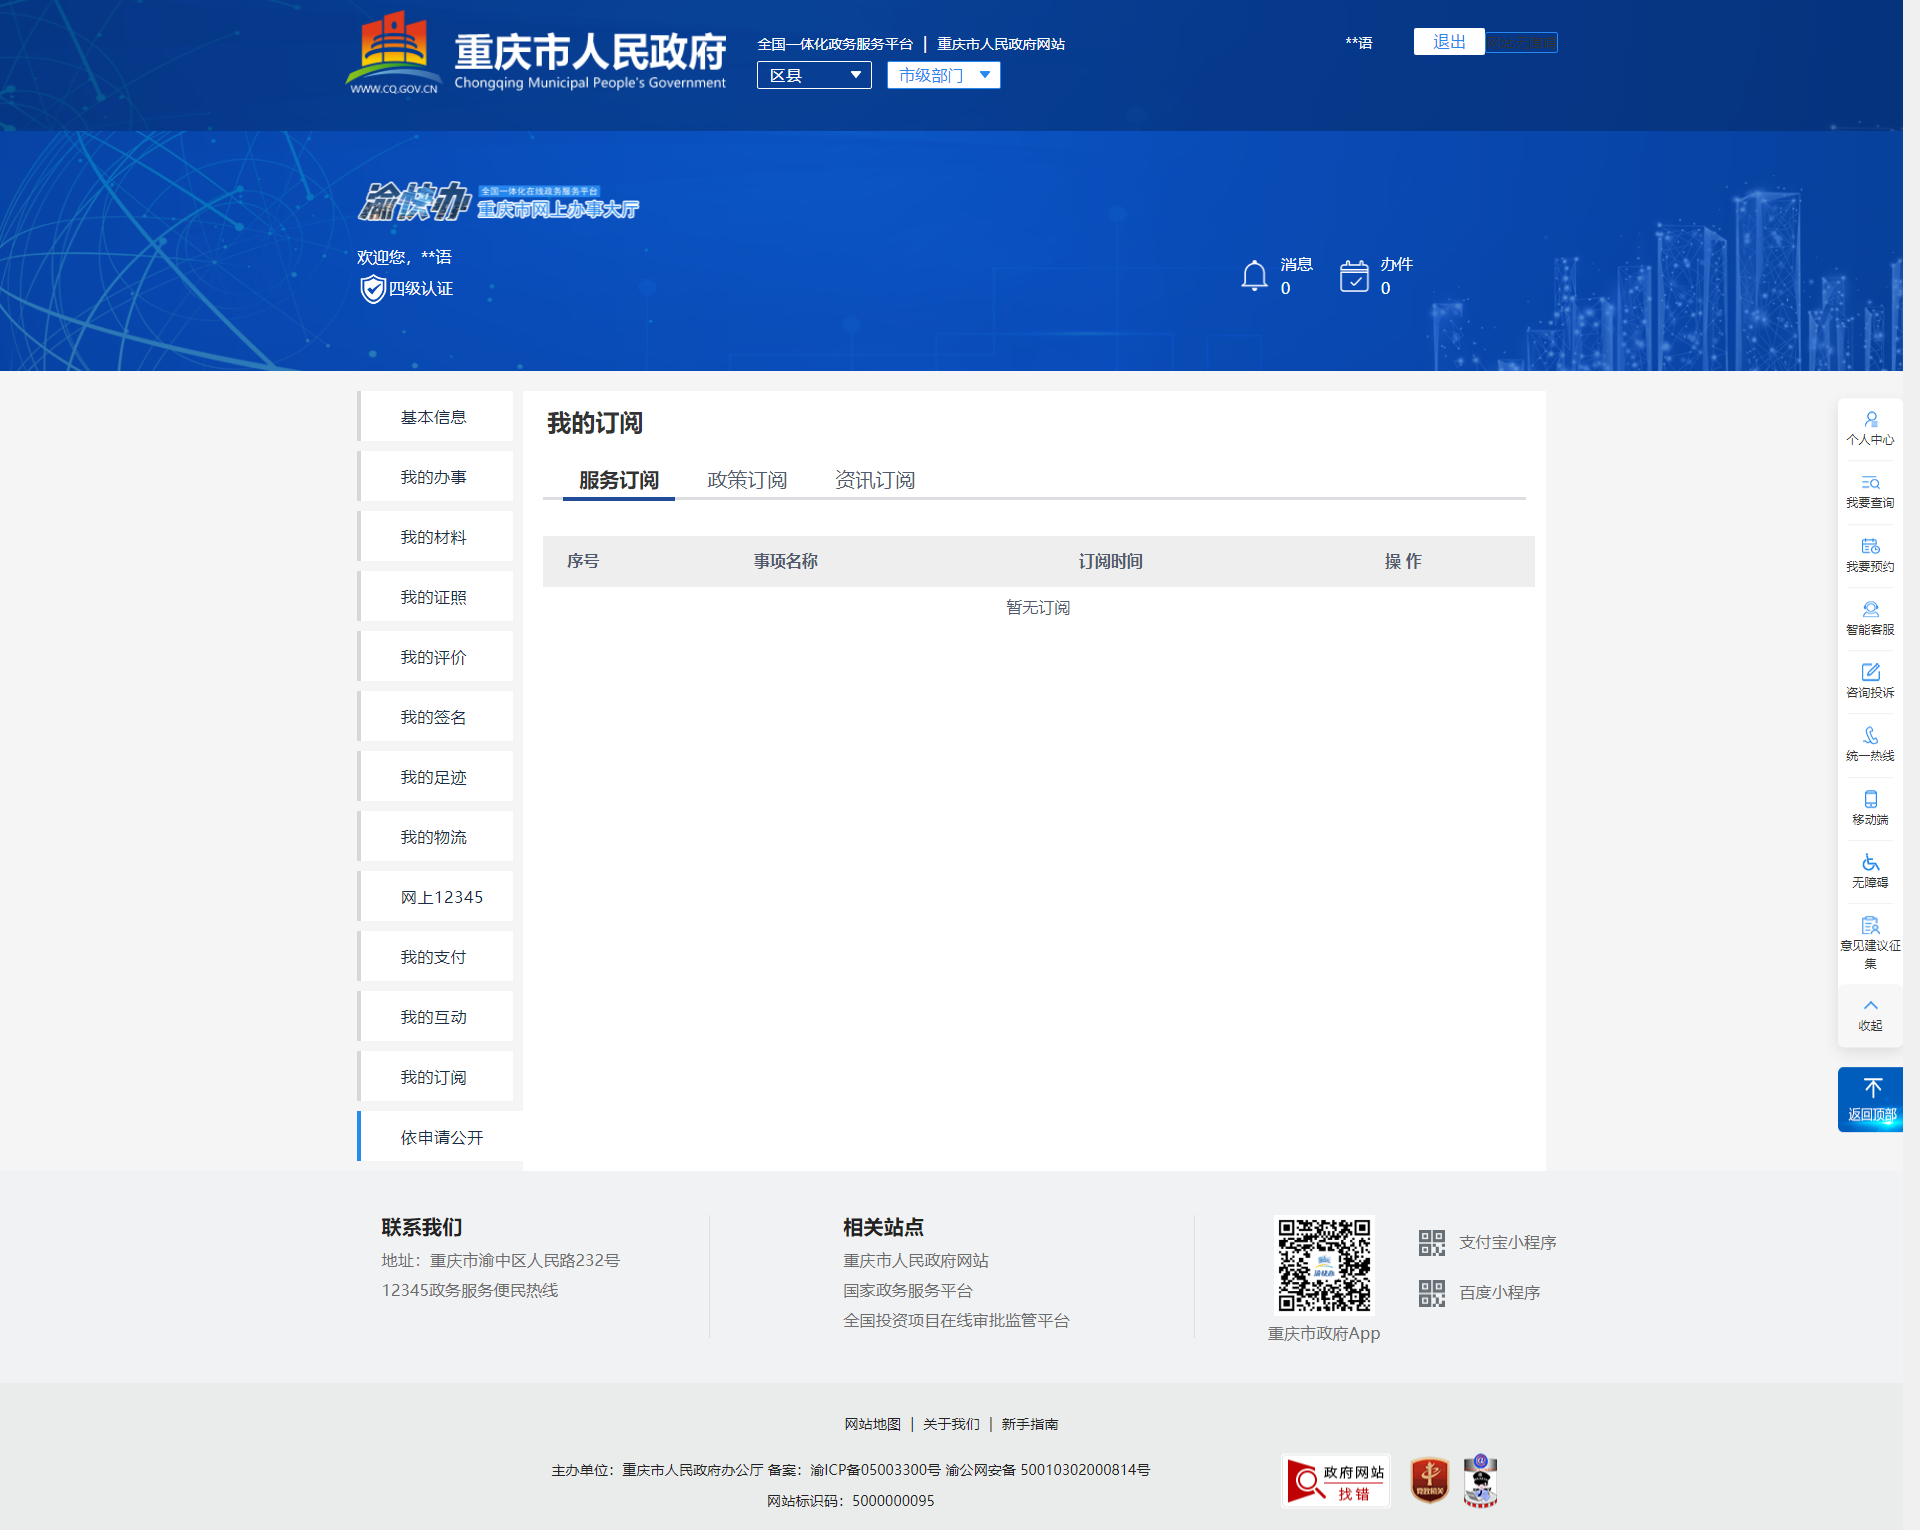 重庆市人民政府
Chongqing Municipal People's Government
WWW.CQ.GOV.CN
全国一体化政务服务平台 | 重庆市人民政府网站
区县
市级部门
**语
退出
渝快办
全国一体化在线政务服务平台
重庆市网上办事大厅
欢迎您，**语
四级认证
消息
0
办件
0
基本信息
我的办事
我的材料
我的证照
我的评价
我的签名
我的足迹
我的物流
网上12345
我的支付
我的互动
我的订阅
依申请公开
我的订阅
服务订阅
政策订阅
资讯订阅
序号 事项名称 订阅时间 操 作
暂无订阅
个人中心
我要查询
我要预约
智能客服
咨询投诉
统一热线
移动端
无障碍
意见建议征
集
收起
返回顶部
联系我们
地址：重庆市渝中区人民路232号
12345政务服务便民热线
相关站点
重庆市人民政府网站
国家政务服务平台
全国投资项目在线审批监管平台
渝快办
重庆市政府App
支付宝小程序
百度小程序
网站地图 | 关于我们 | 新手指南
主办单位：重庆市人民政府办公厅 备案：渝ICP备05003300号 渝公网安备 50010302000814号
网站标识码：5000000095
政府网站
找错
党政机关